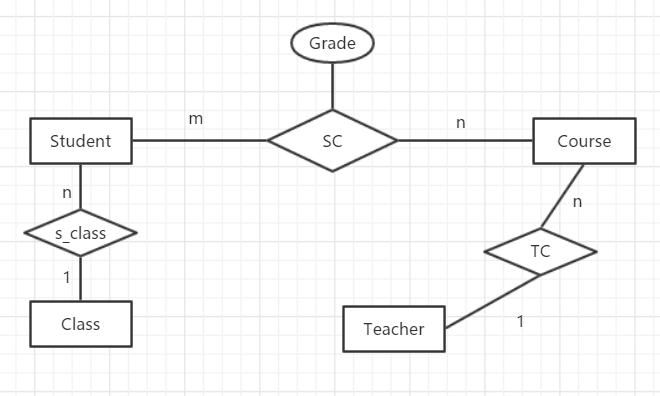 Grade
m
n
Student
SC
Course
n
n
s_class
TC
1
Class
Teacher
1